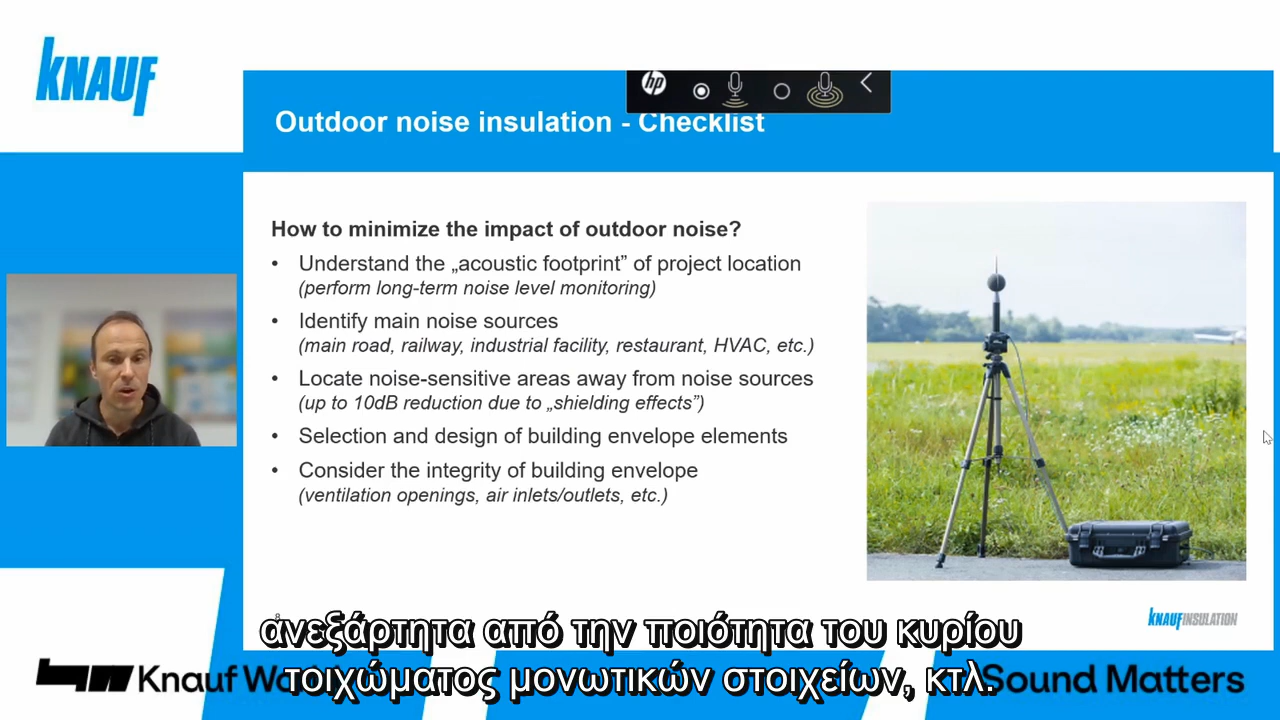 KNAUF
hp
Outdoor noise insulation - Checklist
How to minimize the impact of outdoor noise?
• Understand the „acoustic footprint” of project location
(perform long-term noise level monitoring)
• Identify main noise sources
(main road, railway, industrial facility, restaurant, HVAC, etc.)
• Locate noise-sensitive areas away from noise sources
(up to 10dB reduction due to „shielding effects”)
• Selection and design of building envelope elements
• Consider the integrity of building envelope
(ventilation openings, air inlets/outlets, etc.)
KNAUFINSULATION
ανεξάρτητα από την ποιότητα του κυρίου
τοιχώματος μονωτικών στοιχείων, κτλ.
Knauf
Sound Matters